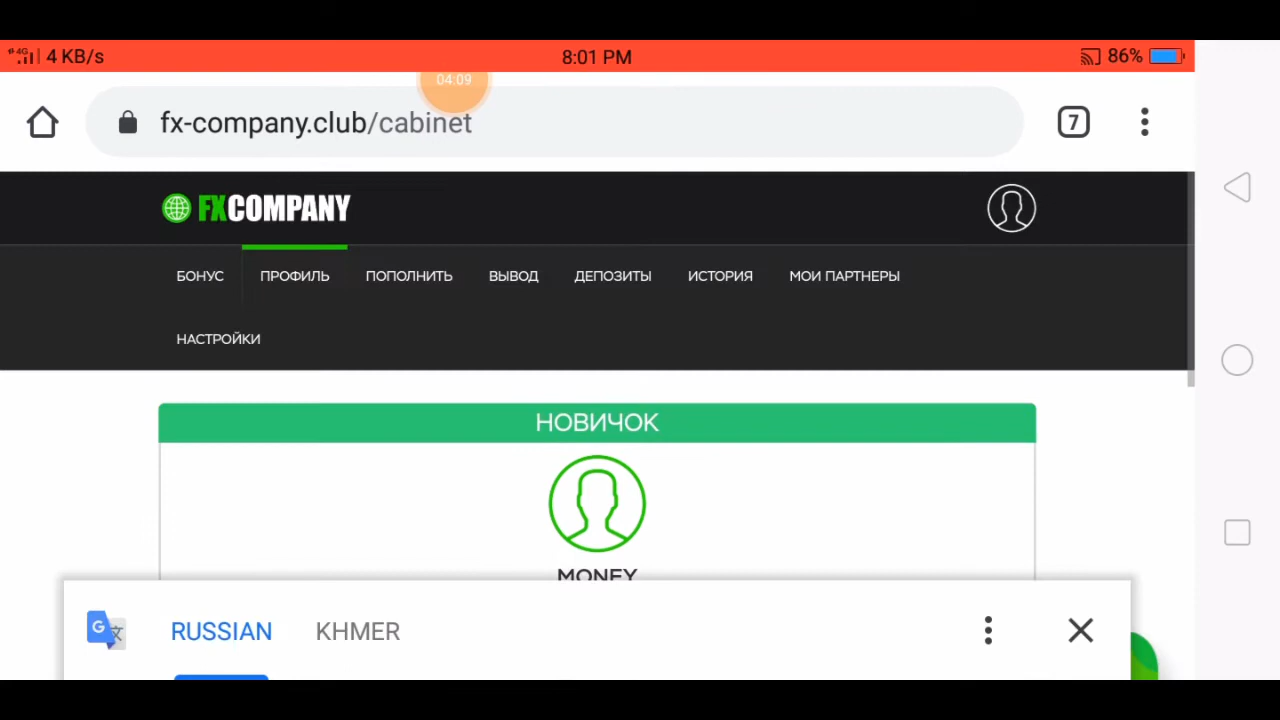 4G 4 KB/s 8:01 PM 86%
04:09
fx-company.club/cabinet 7
FXCOMPANY
БОНУС ПРОФИЛЬ ПОПОЛНИТЬ ВЫВОД ДЕПОЗИТЫ ИСТОРИЯ МОИ ПАРТНЕРЫ
НАСТРОЙКИ
НОВИЧОК
MONEY
G RUSSIAN KHMER